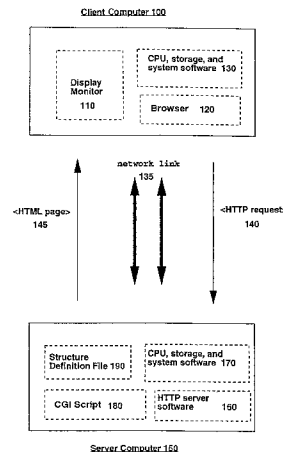 Client Computer 100
Display
Monitor
110
CPU, storage, and
system software 130
Browser 120
network link
135
<HTML page>
145
<HTTP request
140
Structure
Definition File 190
CPU, storage, and
system software 170
CGI Script 180
HTTP server
software 160
Server Computer 150